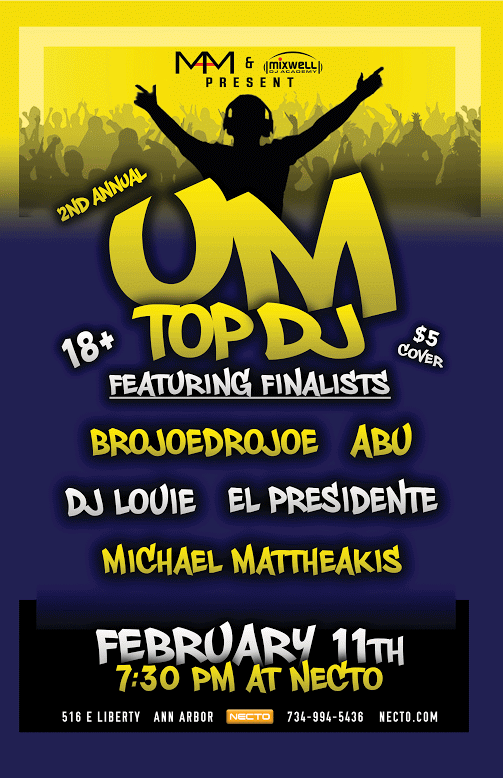 MAM & mixwell
DJ ACADEMY
PRESENT
2ND ANNUAL
UM
TOP DJ
18+
$5
COVER
FEATURING FINALISTS
BROJOEDROJOE ABU
DJ LOUIE EL PRESIDENTE
MICHAEL MATTHEAKIS
FEBRUARY 11TH
7:30 PM AT NECTO
516 E LIBERTY ANN ARBOR NECTO 734-994-5436 NECTO.COM